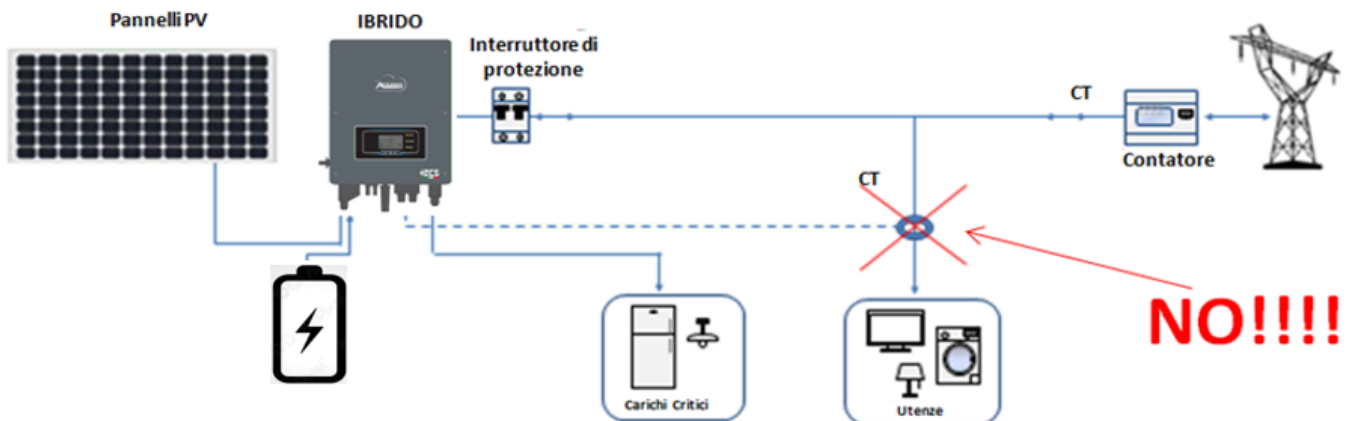 Pannelli PV
IBRIDO
Interruttore di
protezione
CT
Contatore
CT
NO!!!!
Carichi Critici
Utenze